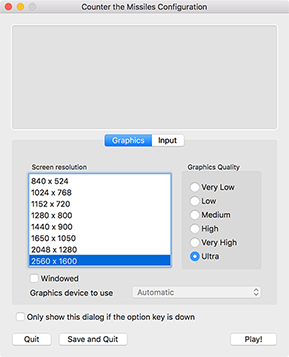 Counter the Missiles Configuration
Graphics Input
Screen resolution
840 x 524
1024 x 768
1152 x 720
1280 x 800
1440 x 900
1650 x 1050
2048 x 1280
2560 x 1600
Graphics Quality
Very Low
Low
Medium
High
Very High
Ultra
Windowed
Graphics device to use Automatic
Only show this dialog if the option key is down
Quit Save and Quit Play!